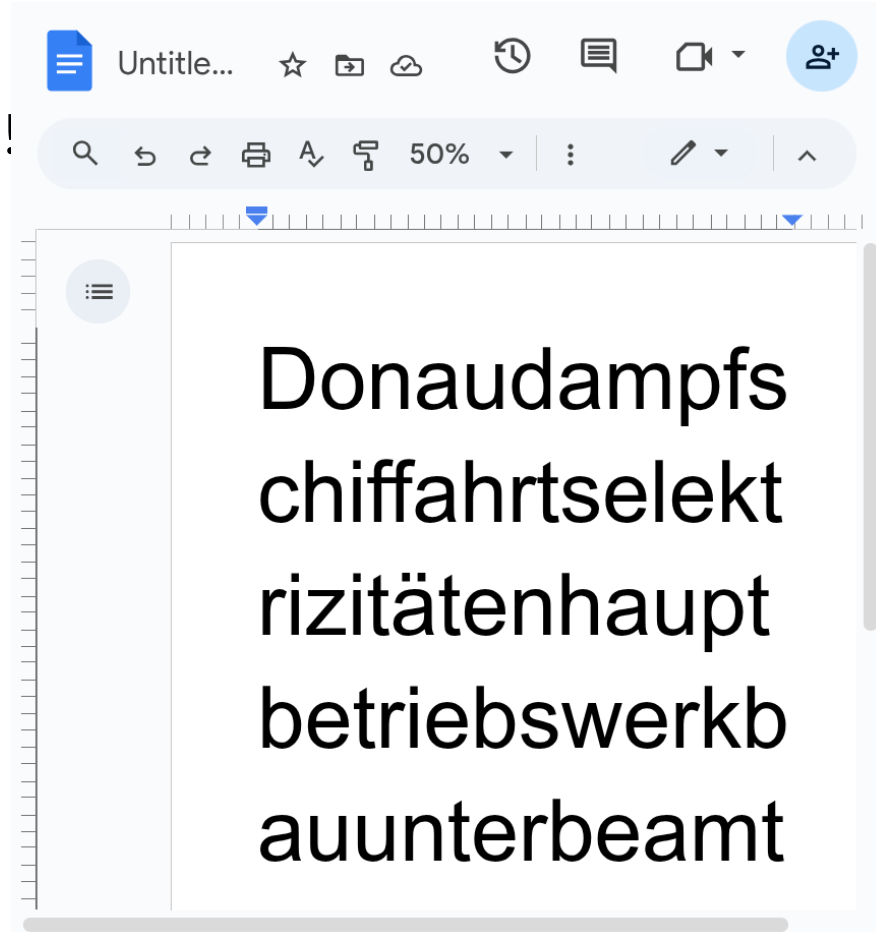 Untitle...
50%
Donaudampfs
chiffahrtselekt
rizitätenhaupt
betriebswerkb
auunterbeamt